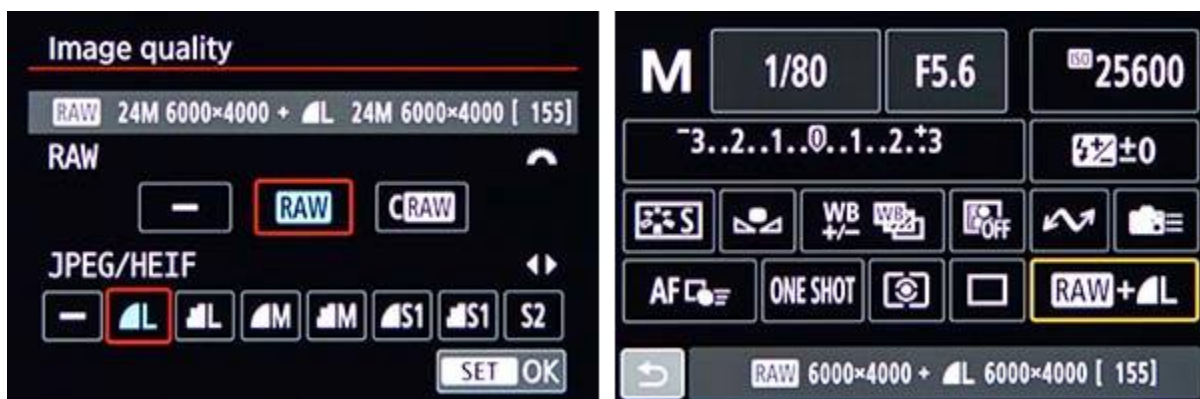 Image quality
RAW 24M 6000×4000 + L 24M 6000×4000 [ 155]
RAW
RAW CRAW
JPEG/HEIF
L L M M S1 S1 S2
SET OK
M 1/80 F5.6 ISO 25600
-3..2..1..0..1..2.+3 ±0
S WB +/- WB OFF
AF ONE SHOT RAW+L
RAW 6000×4000 + L 6000×4000 [ 155]